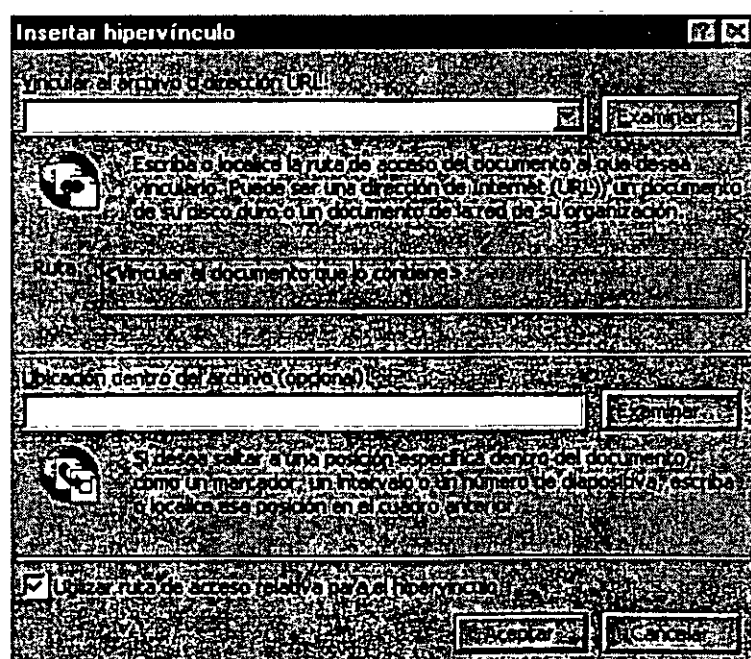 Insertar hipervínculo
Vincular al archivo o dirección URL:
Examinar...
Escriba o localice la ruta de acceso del documento al que desea
vincularlo. (Puede ser una dirección de Internet (URL), un documento
de su disco duro o un documento de la red de su organización.
Ruta: <Vincular al documento que lo contiene>
Ubicación dentro del archivo (opcional):
Examinar...
Si desea saltar a una posición específica dentro del documento,
como un marcador, un intervalo o un número de diapositiva, escriba
o localice esa posición en el cuadro anterior.
Utilizar ruta de acceso relativa para el hipervínculo
Aceptar
Cancelar